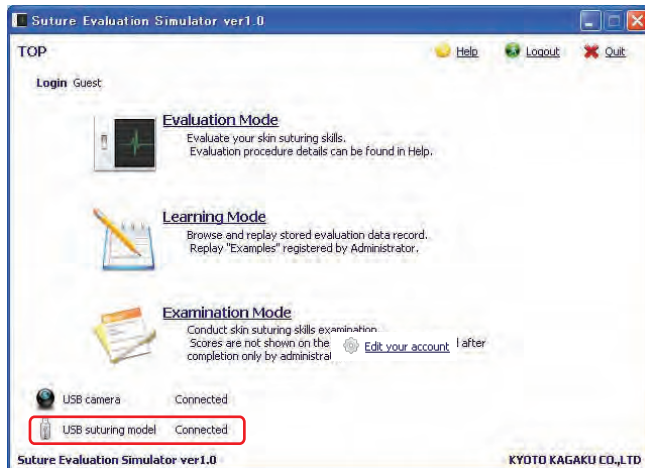 Suture Evaluation Simulator ver1.0
TOP
Help
Logout
Quit
Login Guest
Evaluation Mode
Evaluate your skin suturing skills.
Evaluation procedure details can be found in Help.
Learning Mode
Browse and replay stored evaluation data record.
Replay "Examples" registered by Administrator.
Examination Mode
Conduct skin suturing skills examination.
Scores are not shown on the
Edit your account
after
completion only by
USB camera Connected
USB suturing model Connected
Suture Evaluation Simulator ver1.0
KYOTO KAGAKU CO.,LTD